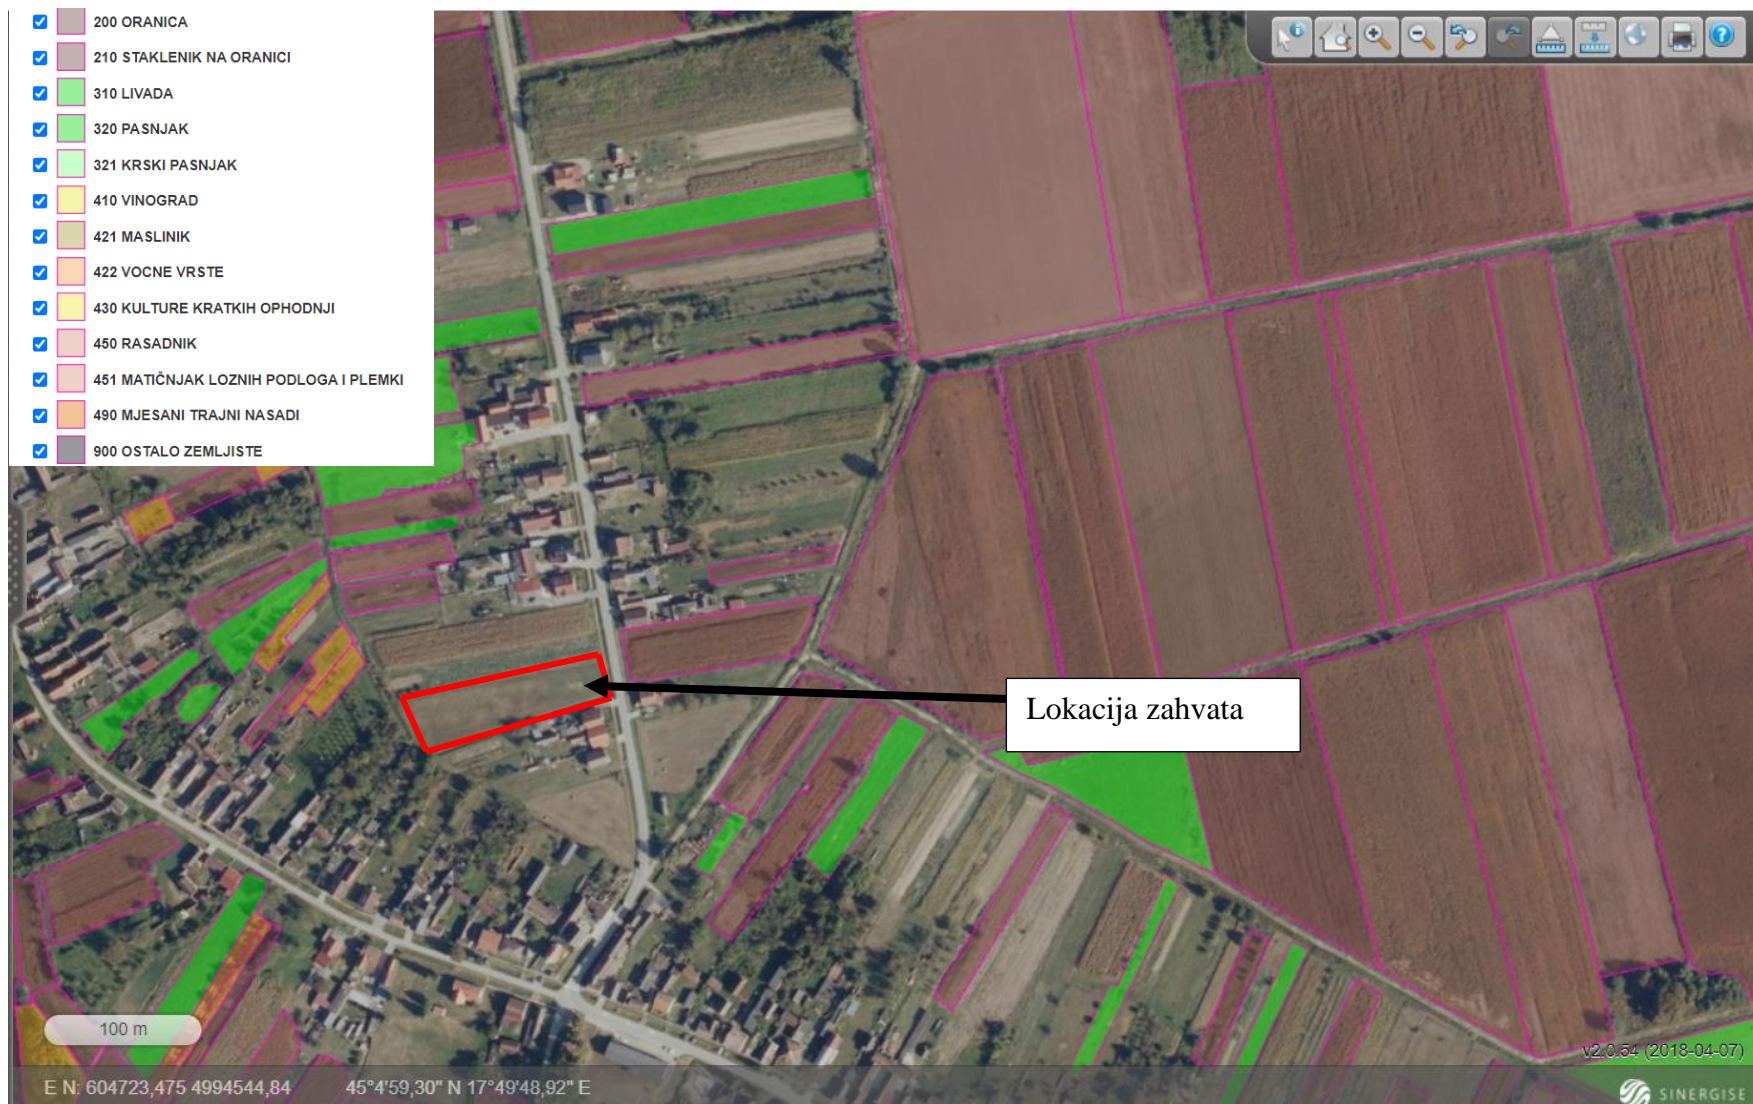 200 ORANICA
210 STAKLENIK NA ORANICI
310 LIVADA
320 PASNJAK
321 KRSKI PASNJAK
410 VINOGRAD
421 MASLINIK
422 VOCNE VRSTE
430 KULTURE KRATKIH OPHODNJI
450 RASADNIK
451 MATIČNJAK LOZNIH PODLOGA I PLEMKI
490 MJESANI TRAJNI NASADI
900 OSTALO ZEMLJISTE
Lokacija zahvata
100 m
v2.0.54 (2018-04-07)
E N: 604723,475 4994544,84 45°4'59,30" N 17°49'48,92" E
SINERGISE